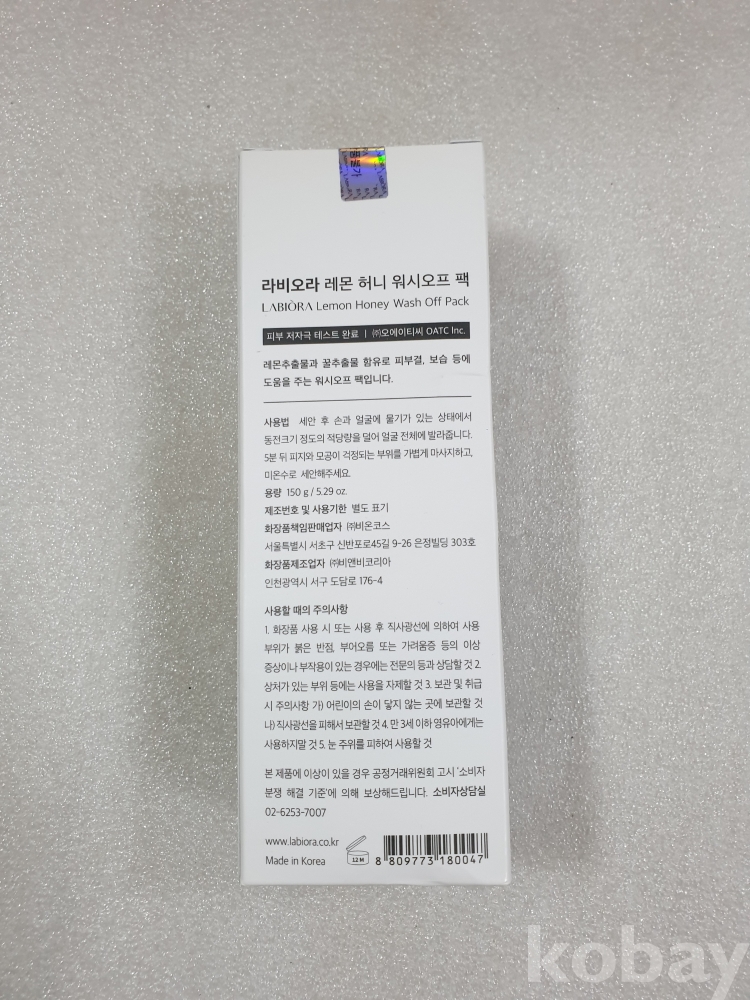 라비오라 레몬 허니 워시오프 팩
LABIÒRA Lemon Honey Wash Off Pack
피부 저자극 테스트 완료 | ㈜오에이티씨 OATC Inc.
레몬추출물과 꿀추출물 함유로 피부결, 보습 등에
도움을 주는 워시오프 팩입니다.
사용법 세안 후 손과 얼굴에 물기가 있는 상태에서
동전크기 정도의 적당량을 덜어 얼굴 전체에 발라줍니다.
5분 뒤 피지와 모공이 걱정되는 부위를 가볍게 마사지하고,
미온수로 세안해주세요.
용량 150 g / 5.29 oz.
제조번호 및 사용기한 별도 표기
화장품책임판매업자 ㈜비온코스
서울특별시 서초구 신반포로45길 9-26 은정빌딩 303호
화장품제조업자 ㈜비앤비코리아
인천광역시 서구 도담로 176-4
사용할 때의 주의사항
1. 화장품 사용 시 또는 사용 후 직사광선에 의하여 사용
부위가 붉은 반점, 부어오름 또는 가려움증 등의 이상
증상이나 부작용이 있는 경우에는 전문의 등과 상담할 것 2.
상처가 있는 부위 등에는 사용을 자제할 것 3. 보관 및 취급
시 주의사항 가) 어린이의 손이 닿지 않는 곳에 보관할 것
나) 직사광선을 피해서 보관할 것 4. 만 3세 이하 영유아에게는
사용하지말 것 5. 눈 주위를 피하여 사용할 것
본 제품에 이상이 있을 경우 공정거래위원회 고시 '소비자
분쟁 해결 기준'에 의해 보상해드립니다. 소비자상담실
02-6253-7007
www.labiora.co.kr
Made in Korea
12 M
8 809773 180047
kobay